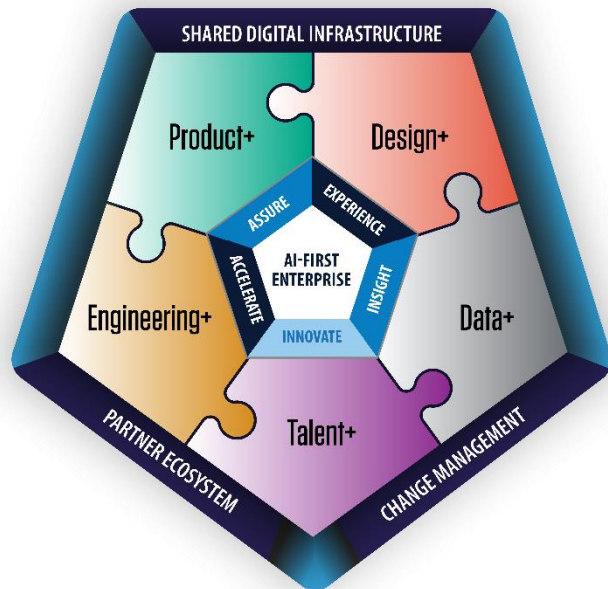 SHARED DIGITAL INFRASTRUCTURE
Product+
Design+
ASSURE
EXPERIENCE
AI-FIRST
ENTERPRISE
ACCELERATE
INSIGHT
Engineering+
Data+
INNOVATE
Talent+
PARTNER ECOSYSTEM
CHANGE MANAGEMENT